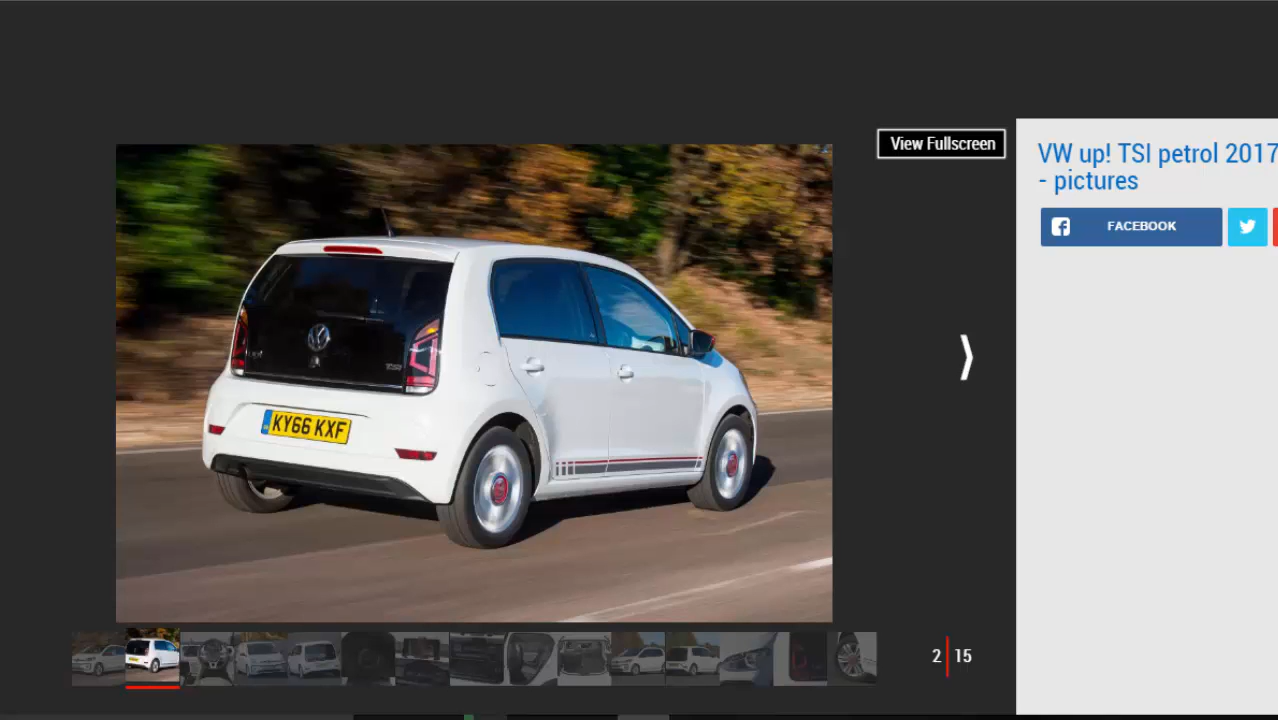 View Fullscreen
VW up! TSI petrol 2017
- pictures
FACEBOOK
KY66 KXF
2 15